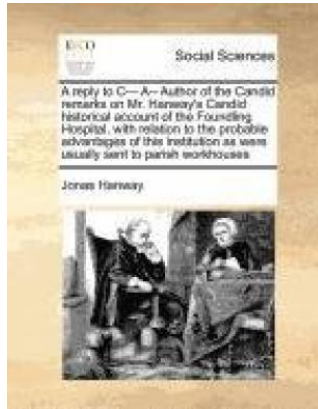 ECCO
Social Sciences
A reply to C— A— Author of the Candid
remarks on Mr. Hanway's Candid
historical account of the Foundling
Hospital, with relation to the probable
advantages of this institution as were
usually sent to parish workhouses
Jonas Hanway